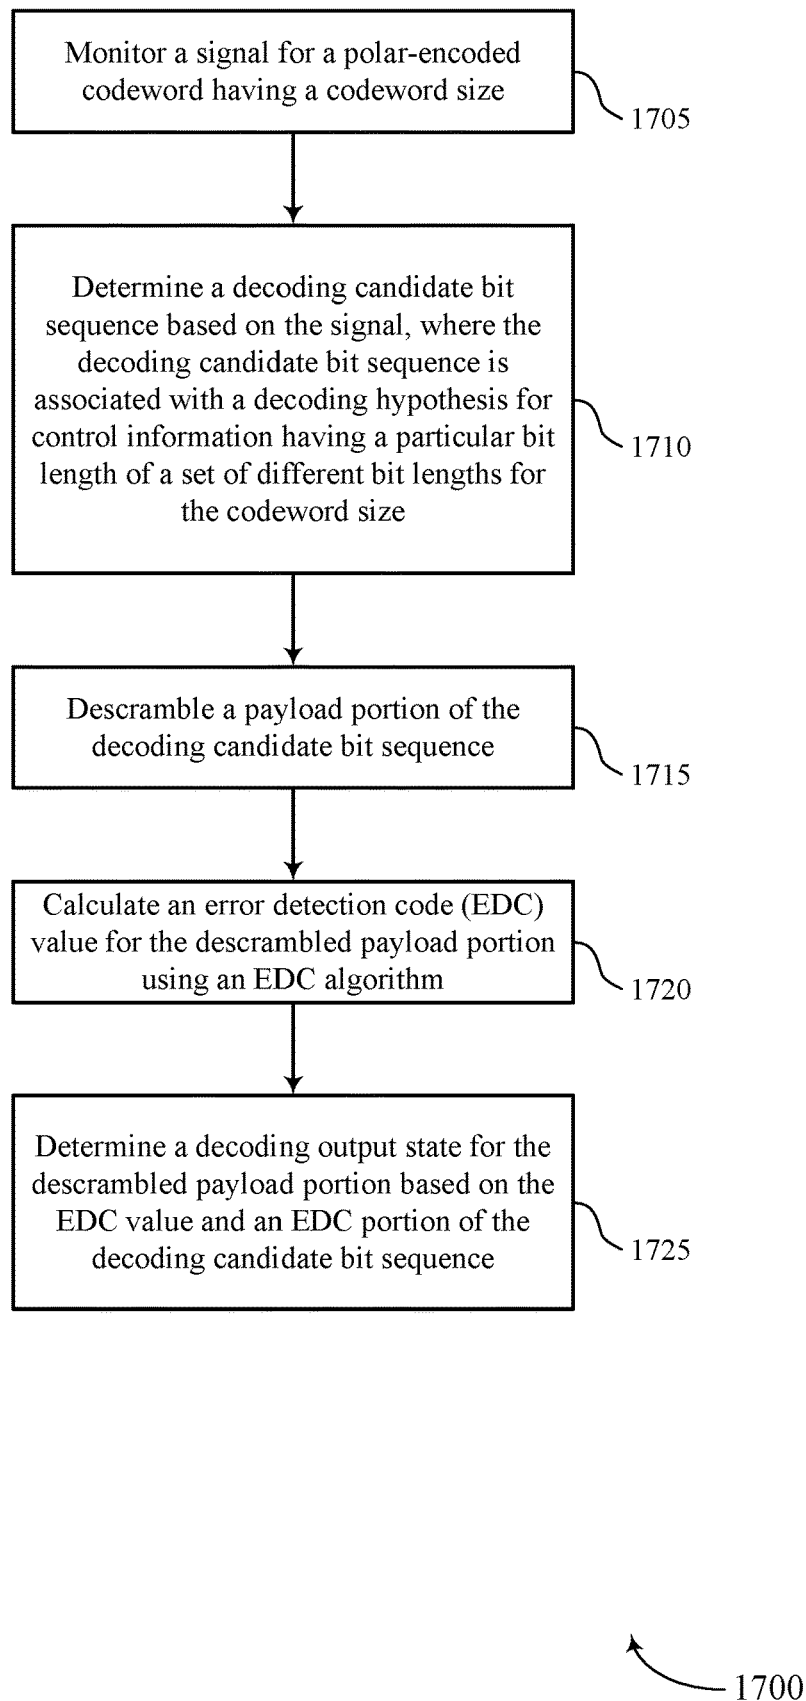 Monitor a signal for a polar-encoded
codeword having a codeword size
1705
Determine a decoding candidate bit
sequence based on the signal, where the
decoding candidate bit sequence is
associated with a decoding hypothesis for
control information having a particular bit
length of a set of different bit lengths for
the codeword size
1710
Descramble a payload portion of the
decoding candidate bit sequence
1715
Calculate an error detection code (EDC)
value for the descrambled payload portion
using an EDC algorithm
1720
Determine a decoding output state for the
descrambled payload portion based on the
EDC value and an EDC portion of the
decoding candidate bit sequence
1725
1700